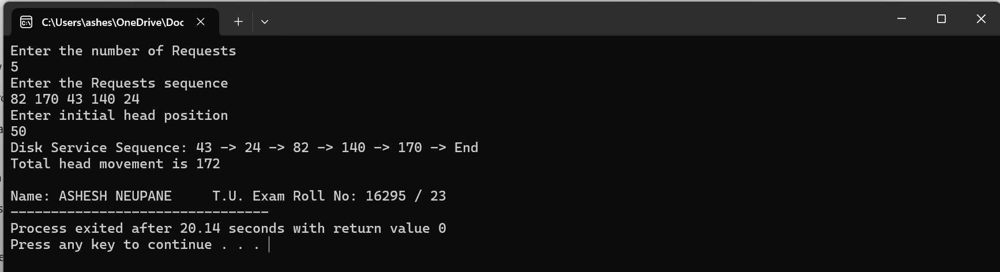 C:\Users\ashes\OneDrive\Doc
Enter the number of Requests
5
Enter the Requests sequence
82 170 43 140 24
Enter initial head position
50
Disk Service Sequence: 43 -> 24 -> 82 -> 140 -> 170 -> End
Total head movement is 172
Name: ASHESH NEUPANE     T.U. Exam Roll No: 16295 / 23
--------------------------------
Process exited after 20.14 seconds with return value 0
Press any key to continue . . .